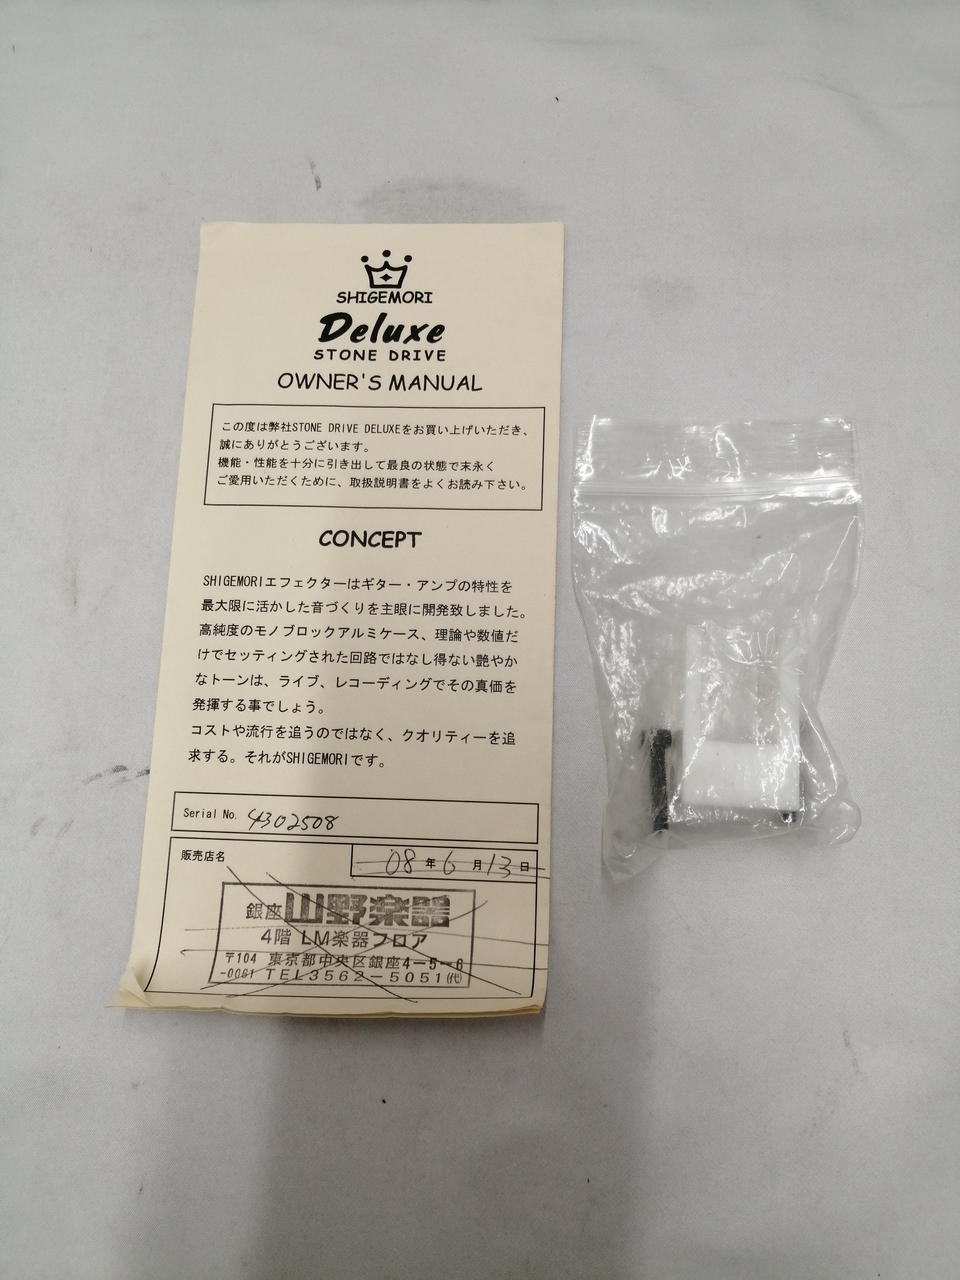 SHIGEMORI
Deluxe
STONE DRIVE
OWNER'S MANUAL
この度は弊社STONE DRIVE DELUXEをお買い上げいただき、
誠にありがとうございます。
機能・性能を十分に引き出して最良の状態で末永く
ご愛用いただくために、取扱説明書をよくお読み下さい。
CONCEPT
SHIGEMORIエフェクターはギター・アンプの特性を
最大限に活かした音づくりを主眼に開発致しました。
高純度のモノブロックアルミケース、理論や数値だ
けでセッティングされた回路ではなし得ない艶やか
なトーンは、ライブ、レコーディングでその真価を
発揮する事でしょう。
コストや流行を追うのではなく、クオリティーを追
求する。それがSHIGEMORIです。
Serial No. 4302508
販売店名
08年6月13日
銀座山野楽器
4階 LM楽器フロア
〒104 東京都中央区銀座4-5-6
-0061 TEL3562-5051㈹